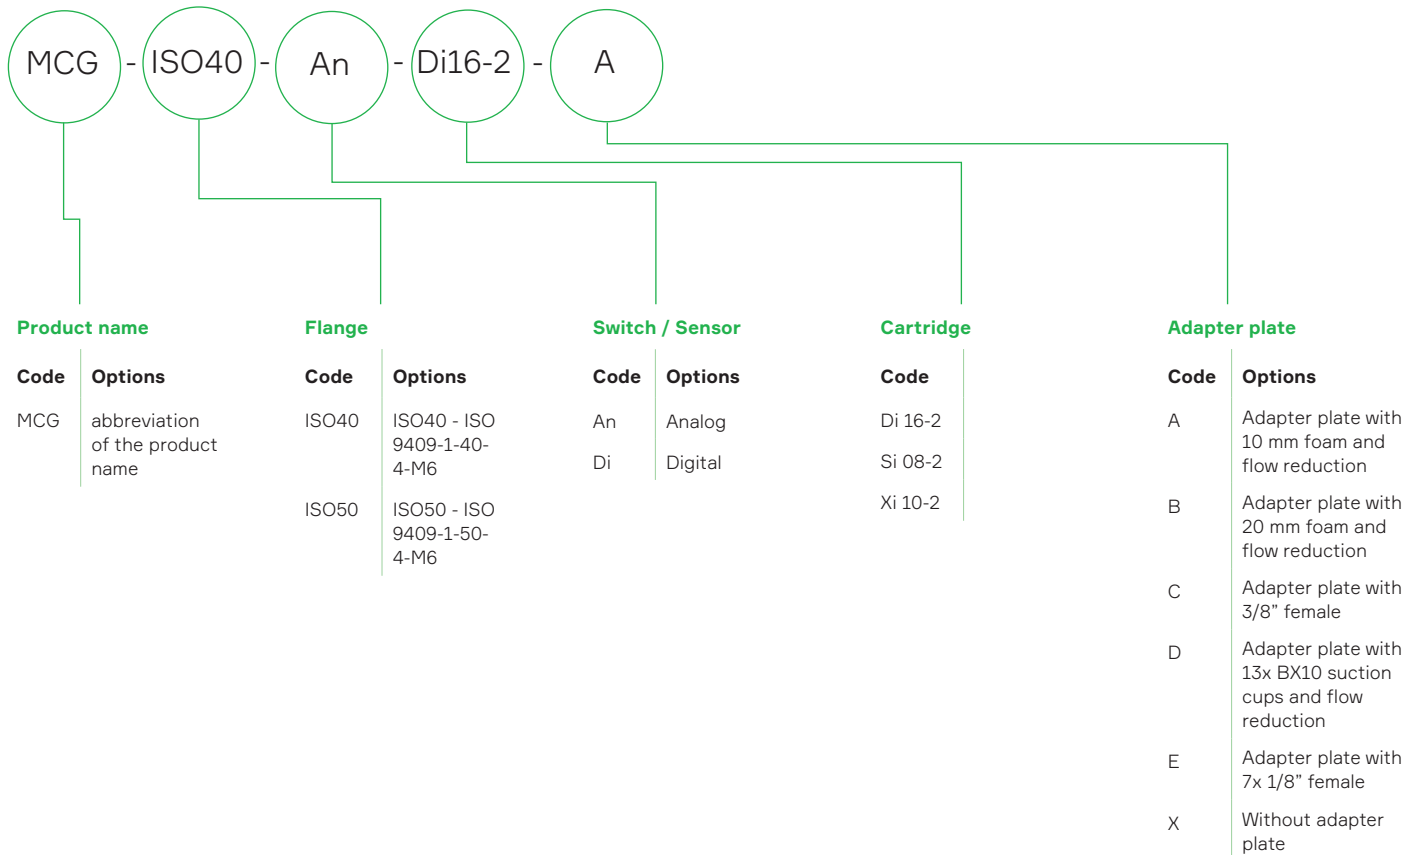 MCG - ISO40 - An - Di16-2 - A
Product name
Code Options
MCG abbreviation
of the product
name
Flange
Code Options
ISO40 ISO40 - ISO
9409-1-40-
4-M6
ISO50 ISO50 - ISO
9409-1-50-
4-M6
Switch / Sensor
Code Options
An Analog
Di Digital
Cartridge
Code
Di 16-2
Si 08-2
Xi 10-2
Adapter plate
Code Options
A Adapter plate with
10 mm foam and
flow reduction
B Adapter plate with
20 mm foam and
flow reduction
C Adapter plate with
3/8” female
D Adapter plate with
13x BX10 suction
cups and flow
reduction
E Adapter plate with
7x 1/8” female
X Without adapter
plate